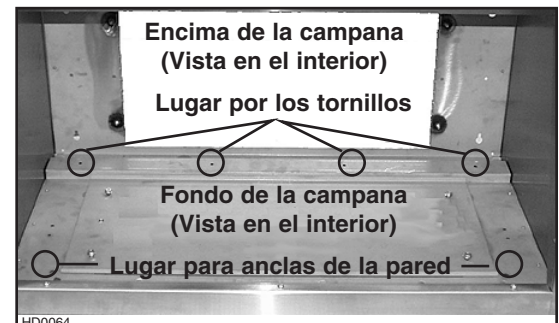 Encima de la campana
(Vista en el interior)
Lugar por los tornillos
Fondo de la campana
(Vista en el interior)
Lugar para anclas de la pared
HD0064